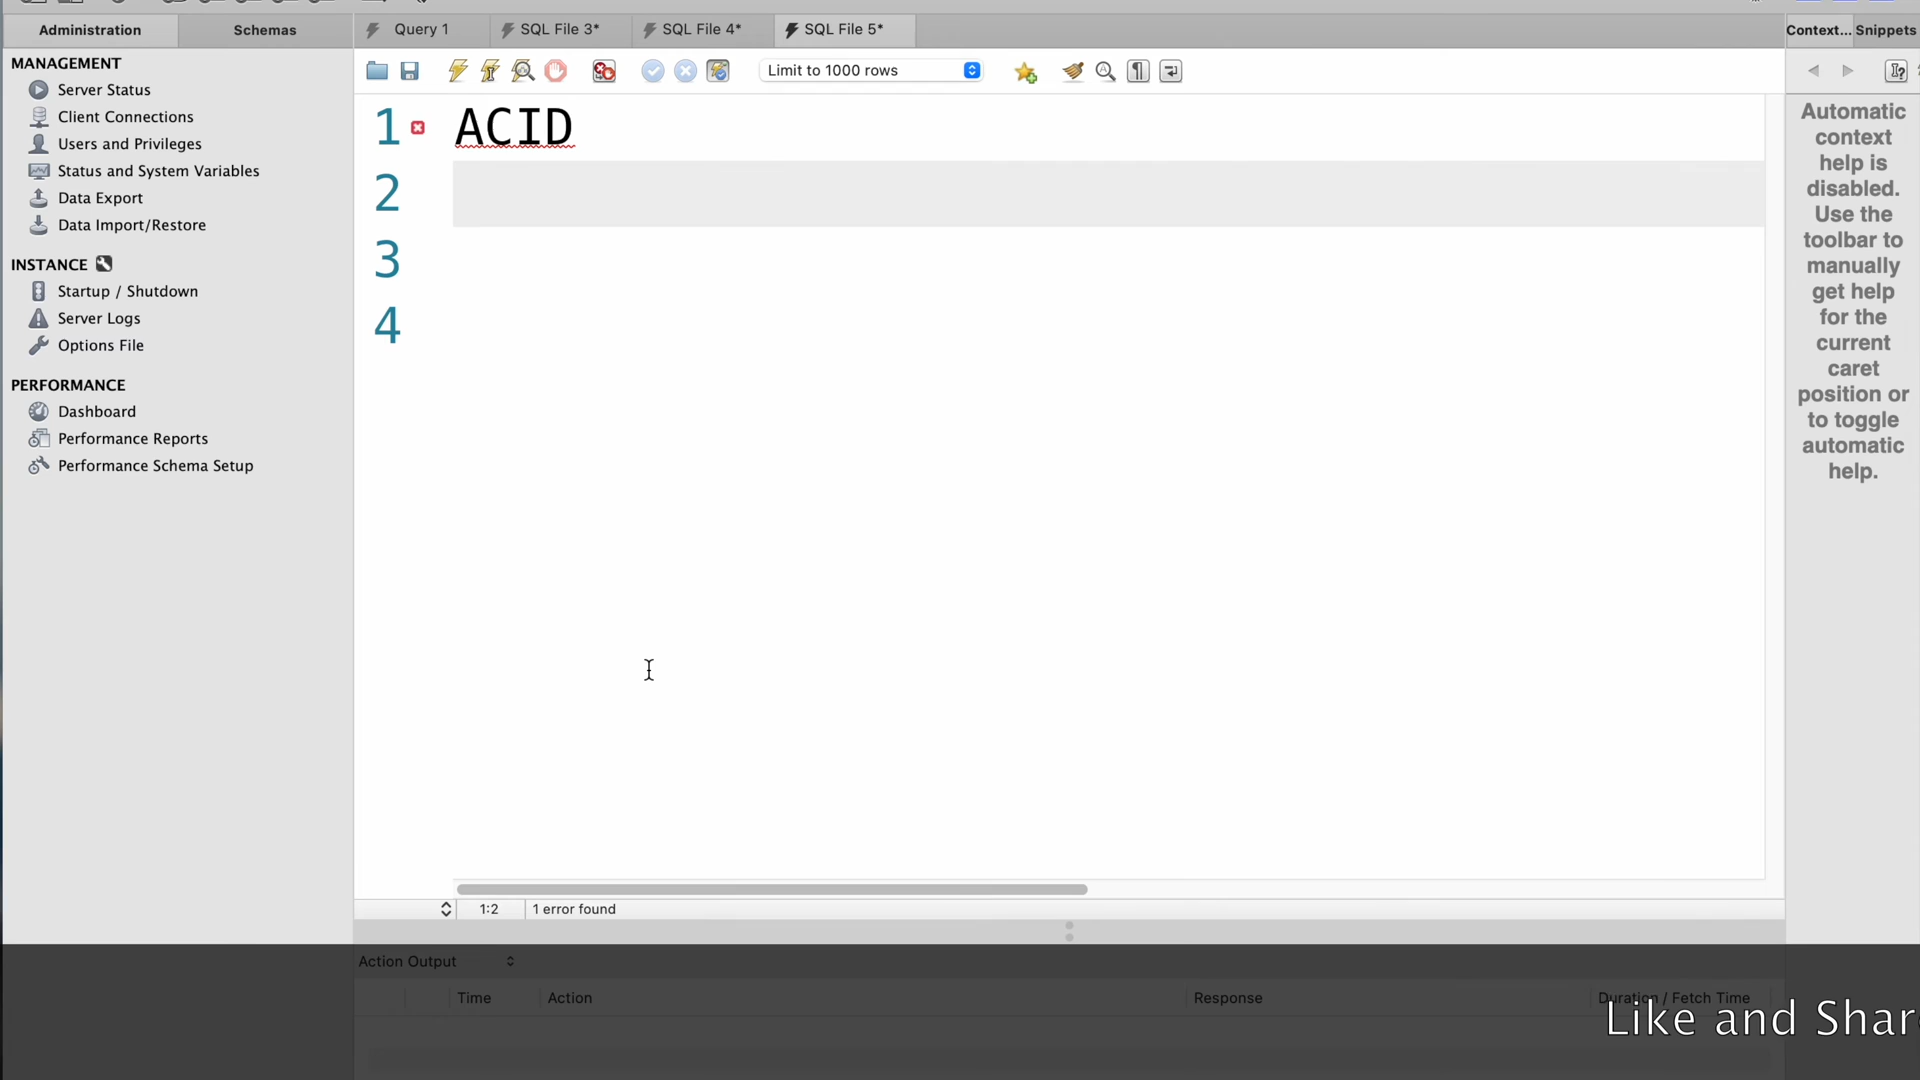 Administration
Schemas
Query 1
SQL File 3*
SQL File 4*
SQL File 5*
Context...
Snippets
MANAGEMENT
Server Status
Client Connections
Users and Privileges
Status and System Variables
Data Export
Data Import/Restore
INSTANCE
Startup / Shutdown
Server Logs
Options File
PERFORMANCE
Dashboard
Performance Reports
Performance Schema Setup
Limit to 1000 rows
1 ACID
2
3
4
Automatic
context
help is
disabled.
Use the
toolbar to
manually
get help
for the
current
caret
position or
to toggle
automatic
help.
1:2
1 error found
Action Output
Time
Action
Response
Duration / Fetch Time
Like and Shar